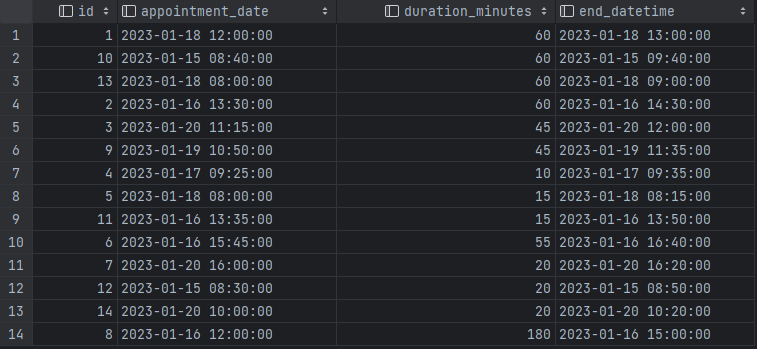 id appointment_date duration_minutes end_datetime
1 1 2023-01-18 12:00:00 60 2023-01-18 13:00:00
2 10 2023-01-15 08:40:00 60 2023-01-15 09:40:00
3 13 2023-01-18 08:00:00 60 2023-01-18 09:00:00
4 2 2023-01-16 13:30:00 60 2023-01-16 14:30:00
5 3 2023-01-20 11:15:00 45 2023-01-20 12:00:00
6 9 2023-01-19 10:50:00 45 2023-01-19 11:35:00
7 4 2023-01-17 09:25:00 10 2023-01-17 09:35:00
8 5 2023-01-18 08:00:00 15 2023-01-18 08:15:00
9 11 2023-01-16 13:35:00 15 2023-01-16 13:50:00
10 6 2023-01-16 15:45:00 55 2023-01-16 16:40:00
11 7 2023-01-20 16:00:00 20 2023-01-20 16:20:00
12 12 2023-01-15 08:30:00 20 2023-01-15 08:50:00
13 14 2023-01-20 10:00:00 20 2023-01-20 10:20:00
14 8 2023-01-16 12:00:00 180 2023-01-16 15:00:00